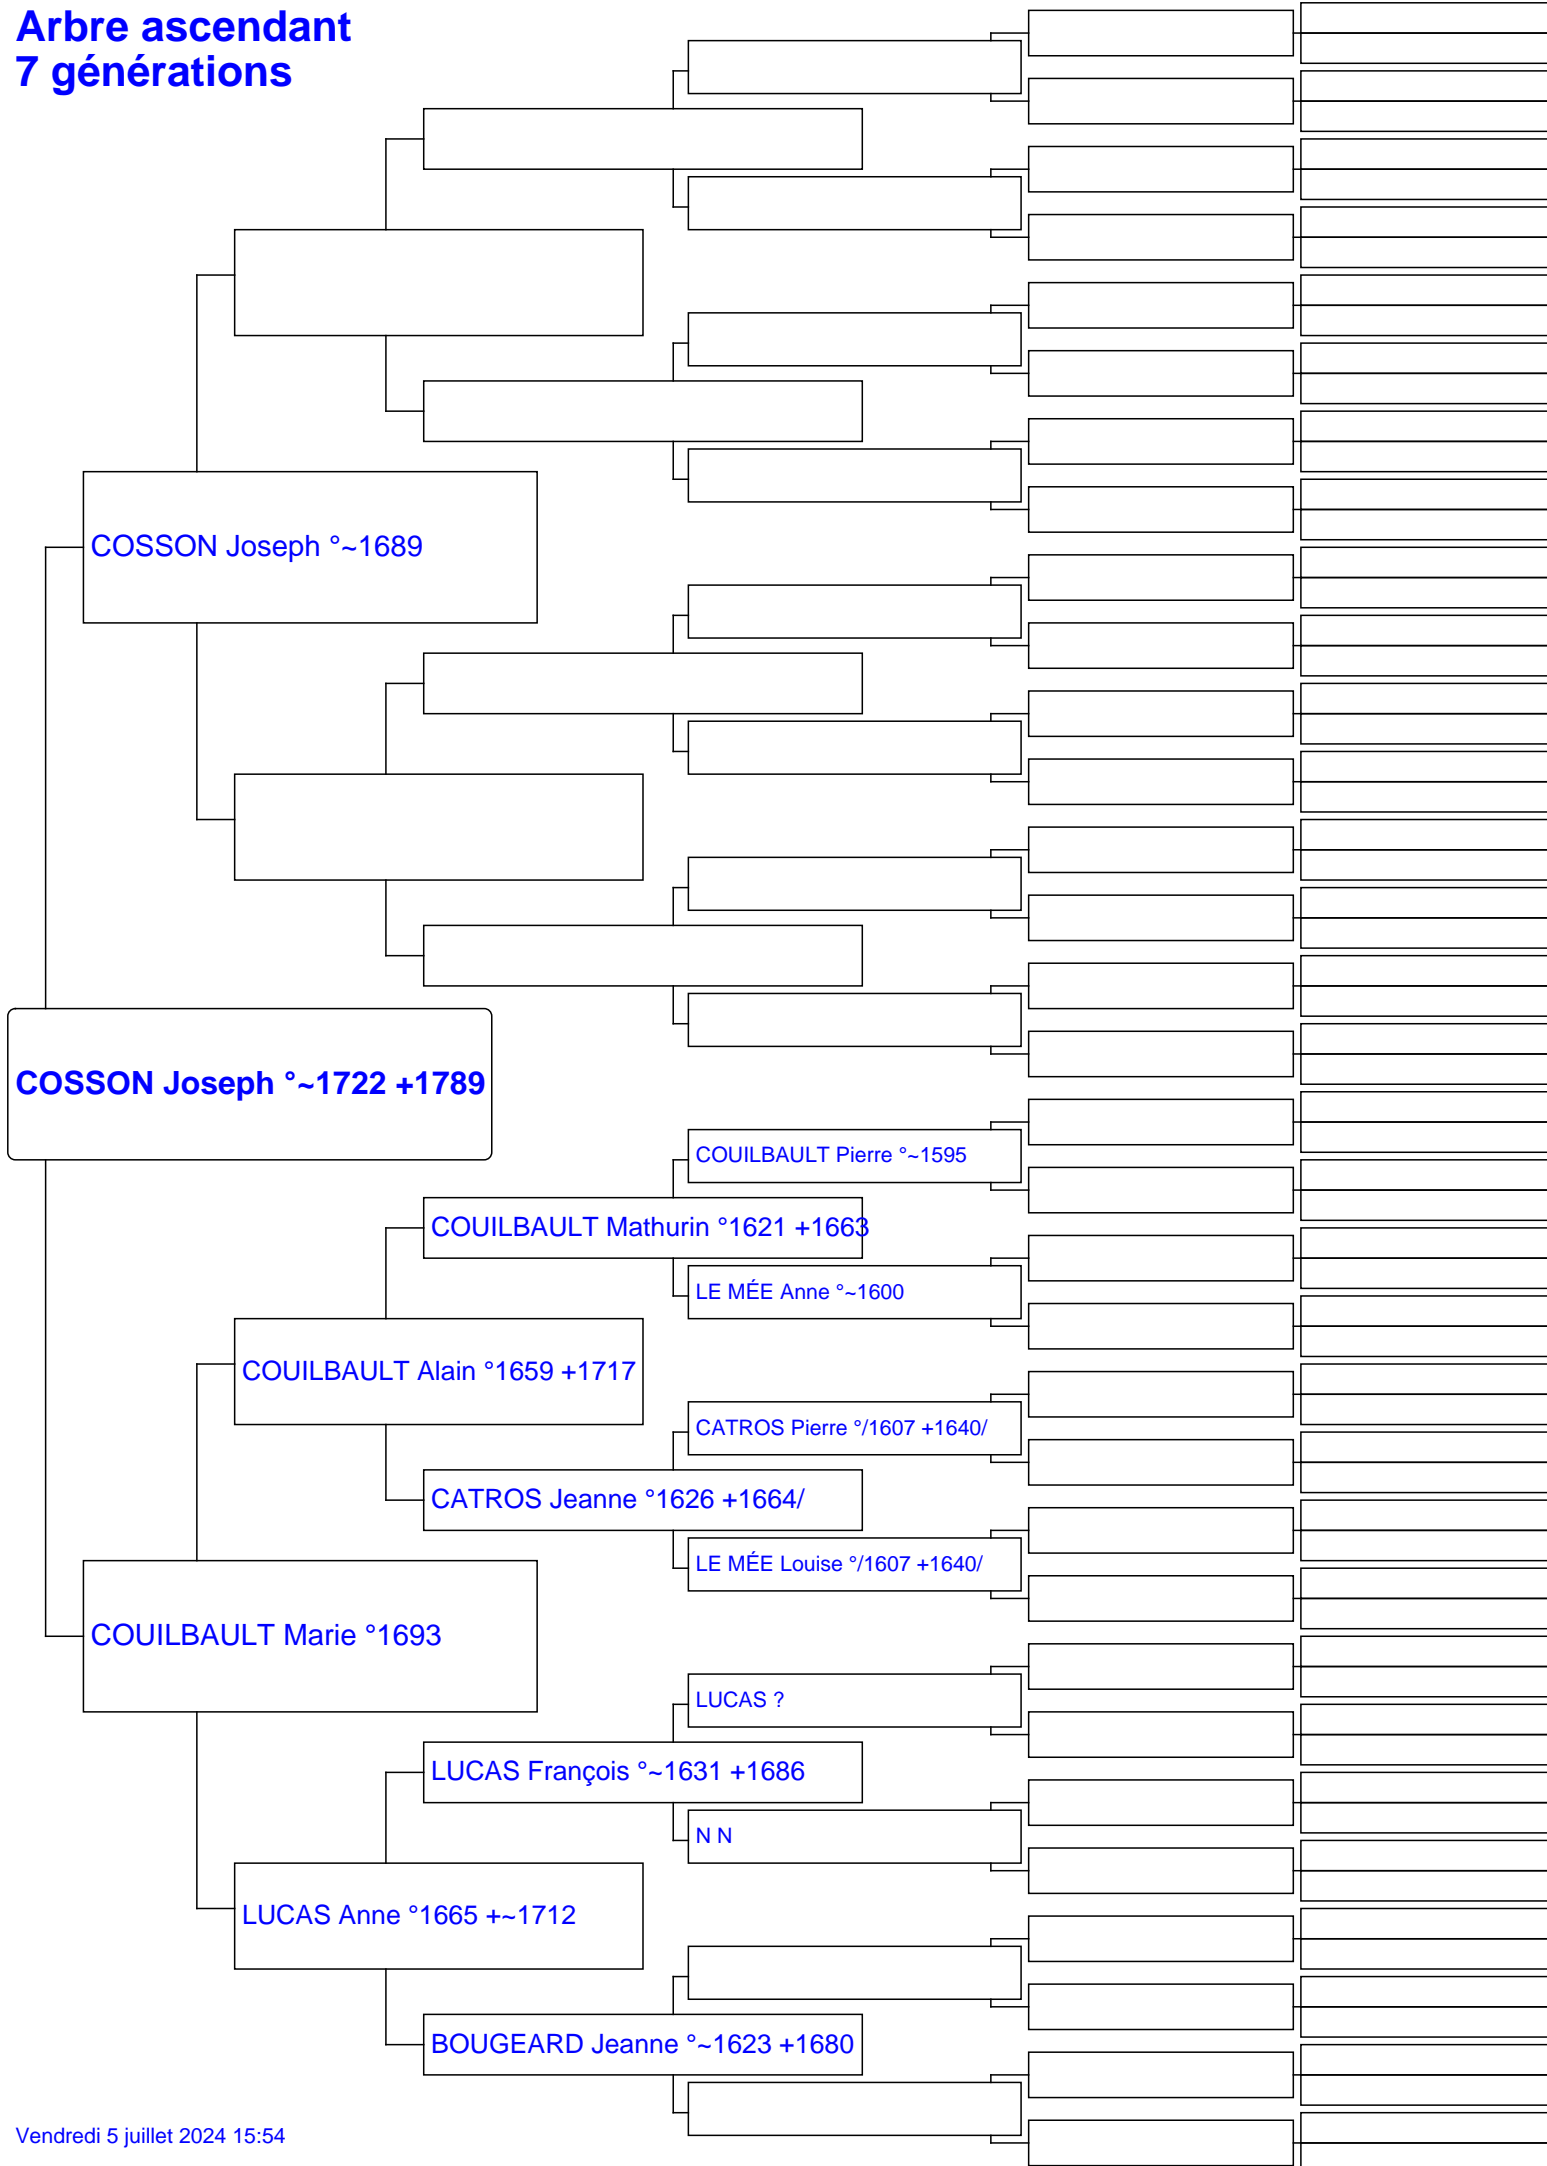 Arbre ascendant
7 générations
COSSON Joseph °~1689
COSSON Joseph °~1722 +1789
COUILBAULT Pierre °~1595
COUILBAULT Mathurin °1621 +1663
LE MÉE Anne °~1600
COUILBAULT Alain °1659 +1717
CATROS Pierre °/1607 +1640/
CATROS Jeanne °1626 +1664/
LE MÉE Louise °/1607 +1640/
COUILBAULT Marie °1693
LUCAS ?
LUCAS François °~1631 +1686
N N
LUCAS Anne °1665 +~1712
BOUGEARD Jeanne °~1623 +1680
Vendredi 5 juillet 2024 15:54